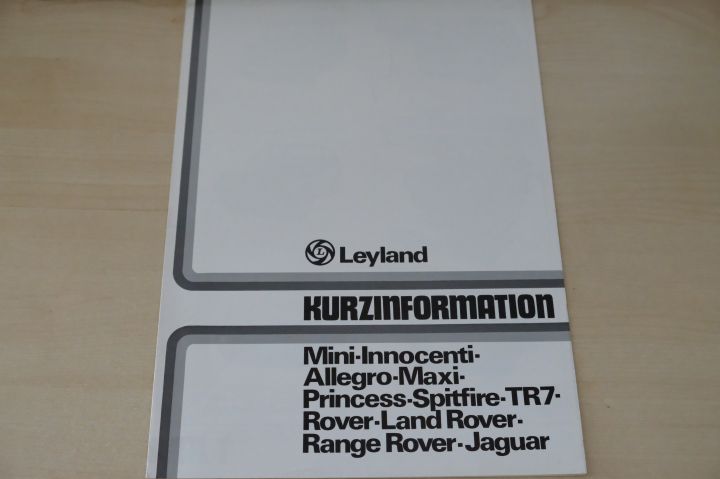 Leyland
KURZINFORMATION
Mini-Innocenti-
Allegro-Maxi-
Princess-Spitfire-TR7-
Rover-Land Rover-
Range Rover-Jaguar